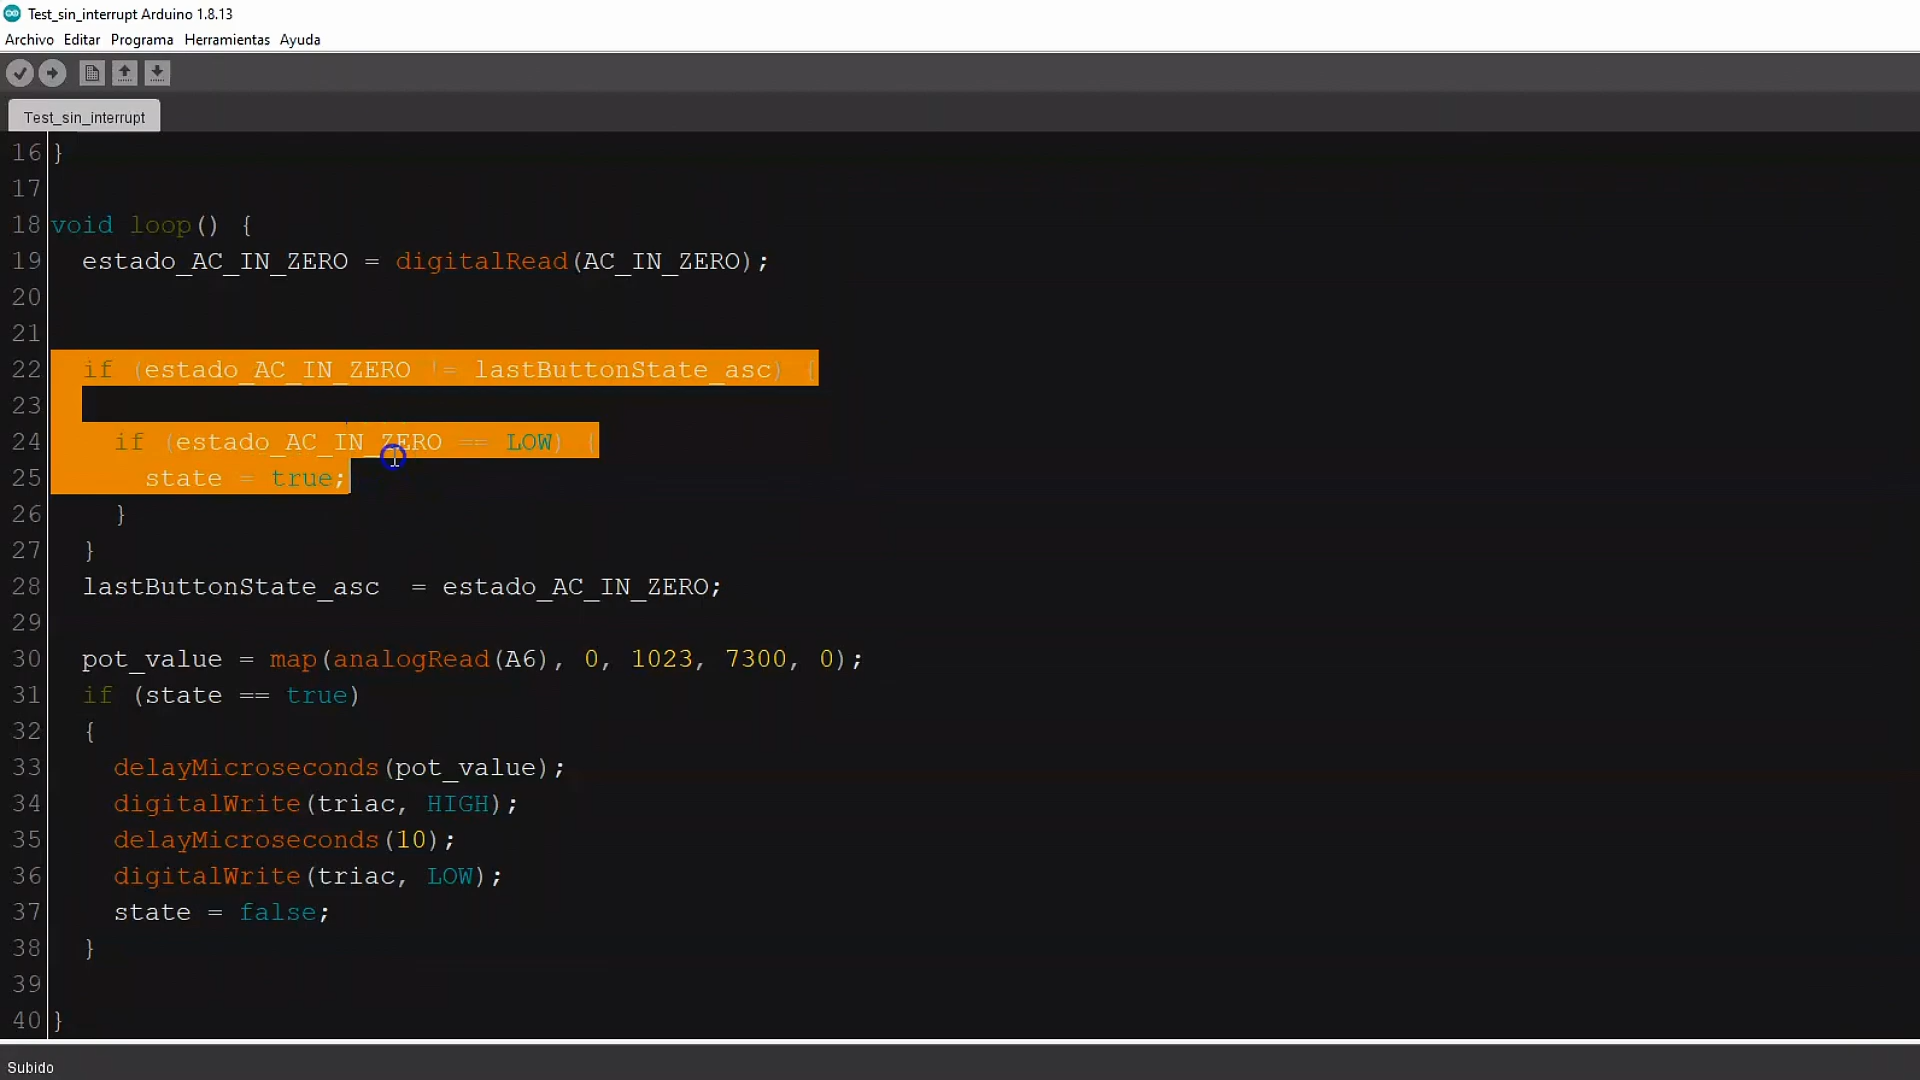 Test_sin_interrupt Arduino 1.8.13
Archivo Editar Programa Herramientas Ayuda
Test_sin_interrupt
16 }
17
18 void loop() {
19 estado_AC_IN_ZERO = digitalRead(AC_IN_ZERO);
20
21
22 if (estado_AC_IN_ZERO != lastButtonState_asc) {
23
24 if (estado_AC_IN_ZERO == LOW) {
25 state = true;
26 }
27 }
28 lastButtonState_asc  = estado_AC_IN_ZERO;
29
30 pot_value = map(analogRead(A6), 0, 1023, 7300, 0);
31 if (state == true)
32 {
33 delayMicroseconds(pot_value);
34 digitalWrite(triac, HIGH);
35 delayMicroseconds(10);
36 digitalWrite(triac, LOW);
37 state = false;
38 }
39
40 }
Subido